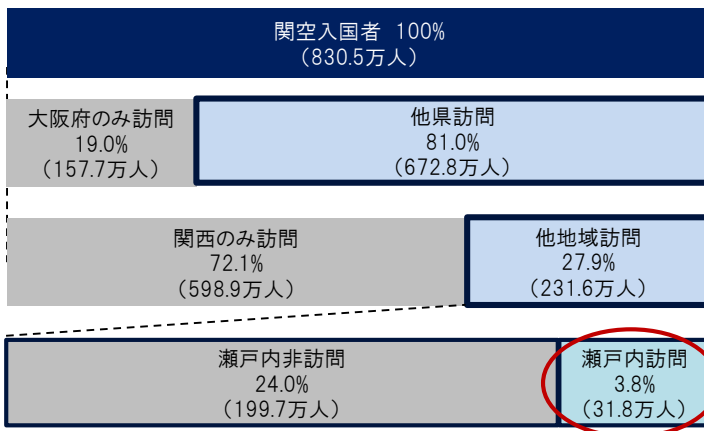 関空入国者 100%
(830.5万人)
大阪府のみ訪問
19.0%
(157.7万人)
他県訪問
81.0%
(672.8万人)
関西のみ訪問
72.1%
(598.9万人)
他地域訪問
27.9%
(231.6万人)
瀬戸内非訪問
24.0%
(199.7万人)
瀬戸内訪問
3.8%
(31.8万人)